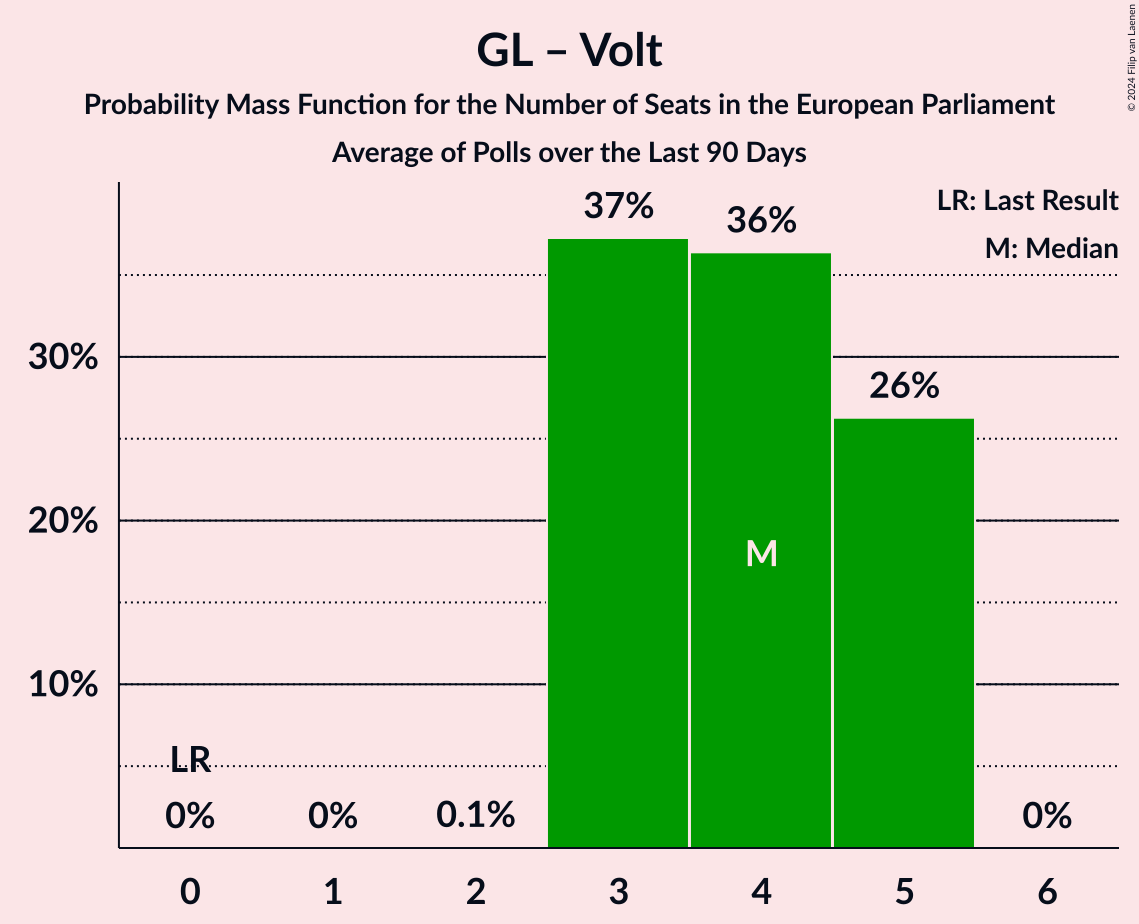 GL – Volt
Probability Mass Function for the Number of Seats in the European Parliament
Average of Polls over the Last 90 Days
© 2024 Filip van Laenen
LR: Last Result
M: Median
37%
36%
30%
26%
20%
M
10%
LR
0%
0%
0.1%
0%
0
1
2
3
4
5
6